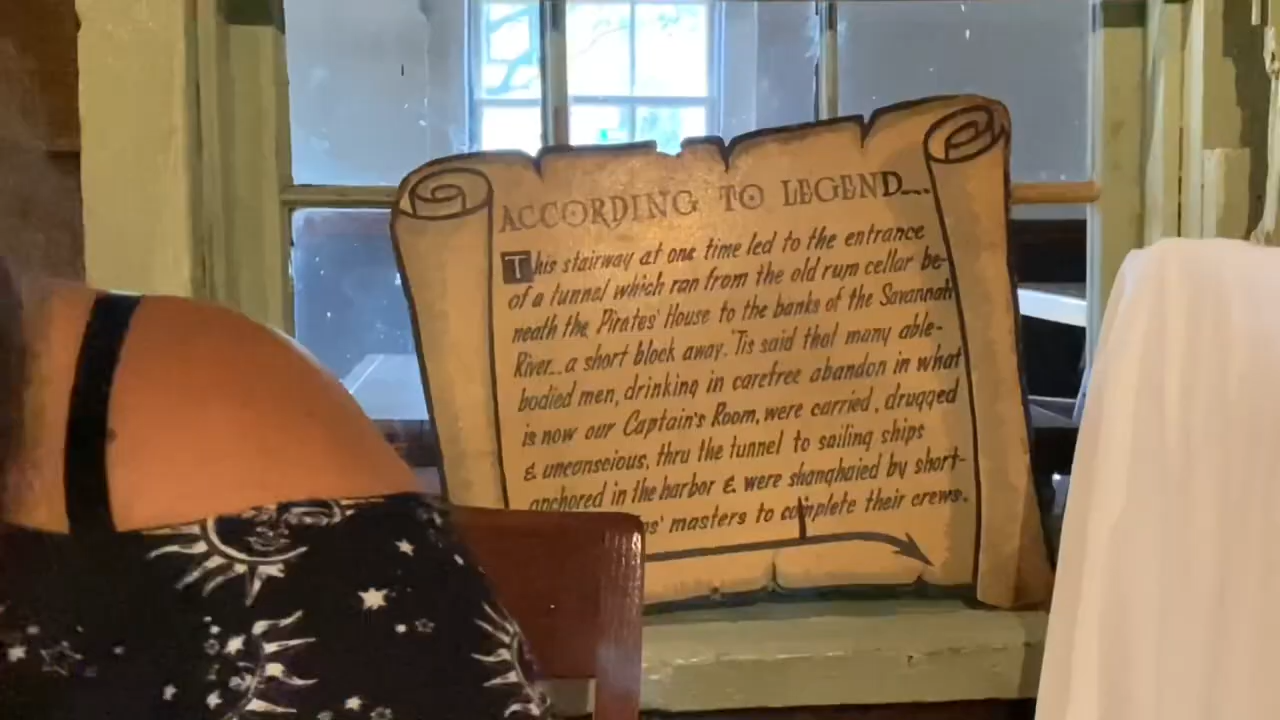 ACCORDING TO LEGEND...
This stairway at one time led to the entrance
of a tunnel which ran from the old rum cellar be-
neath the Pirates' House to the banks of the Savannah
River... a short block away. 'Tis said that many able-
bodied men, drinking in carefree abandon in what
is now our Captain's Room, were carried, drugged
& unconscious, thru the tunnel to sailing ships
anchored in the harbor & were shanghaied by short-
masters to complete their crews.